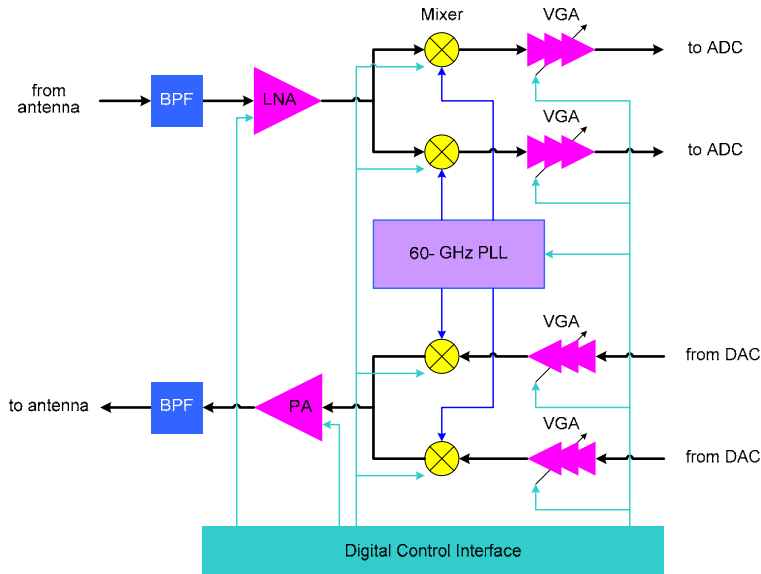 Mixer
VGA
to ADC
from
antenna
BPF
LNA
VGA
to ADC
60- GHz PLL
VGA
from DAC
to antenna
BPF
PA
VGA
from DAC
Digital Control Interface